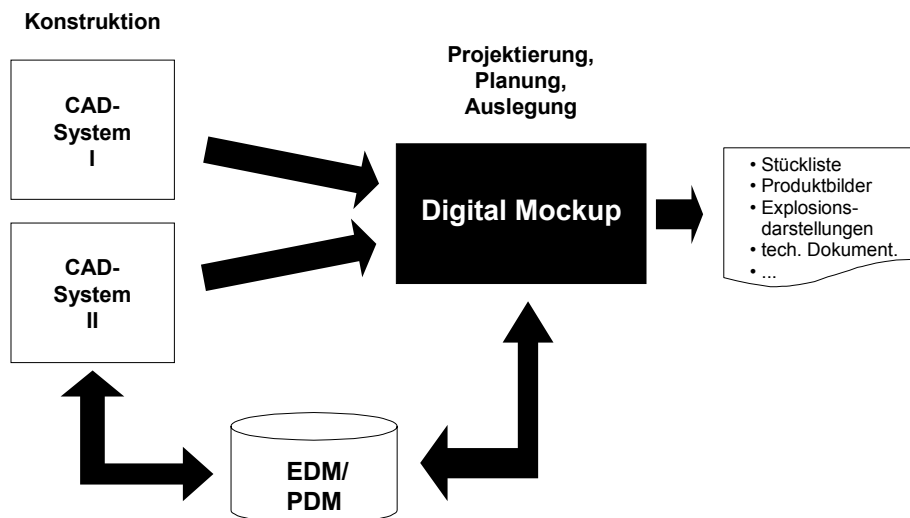 Konstruktion
CAD-
System
I
CAD-
System
II
Projektierung,
Planung,
Auslegung
Digital Mockup
• Stückliste
• Produktbilder
• Explosions-
darstellungen
• tech. Dokument.
• ...
EDM/
PDM